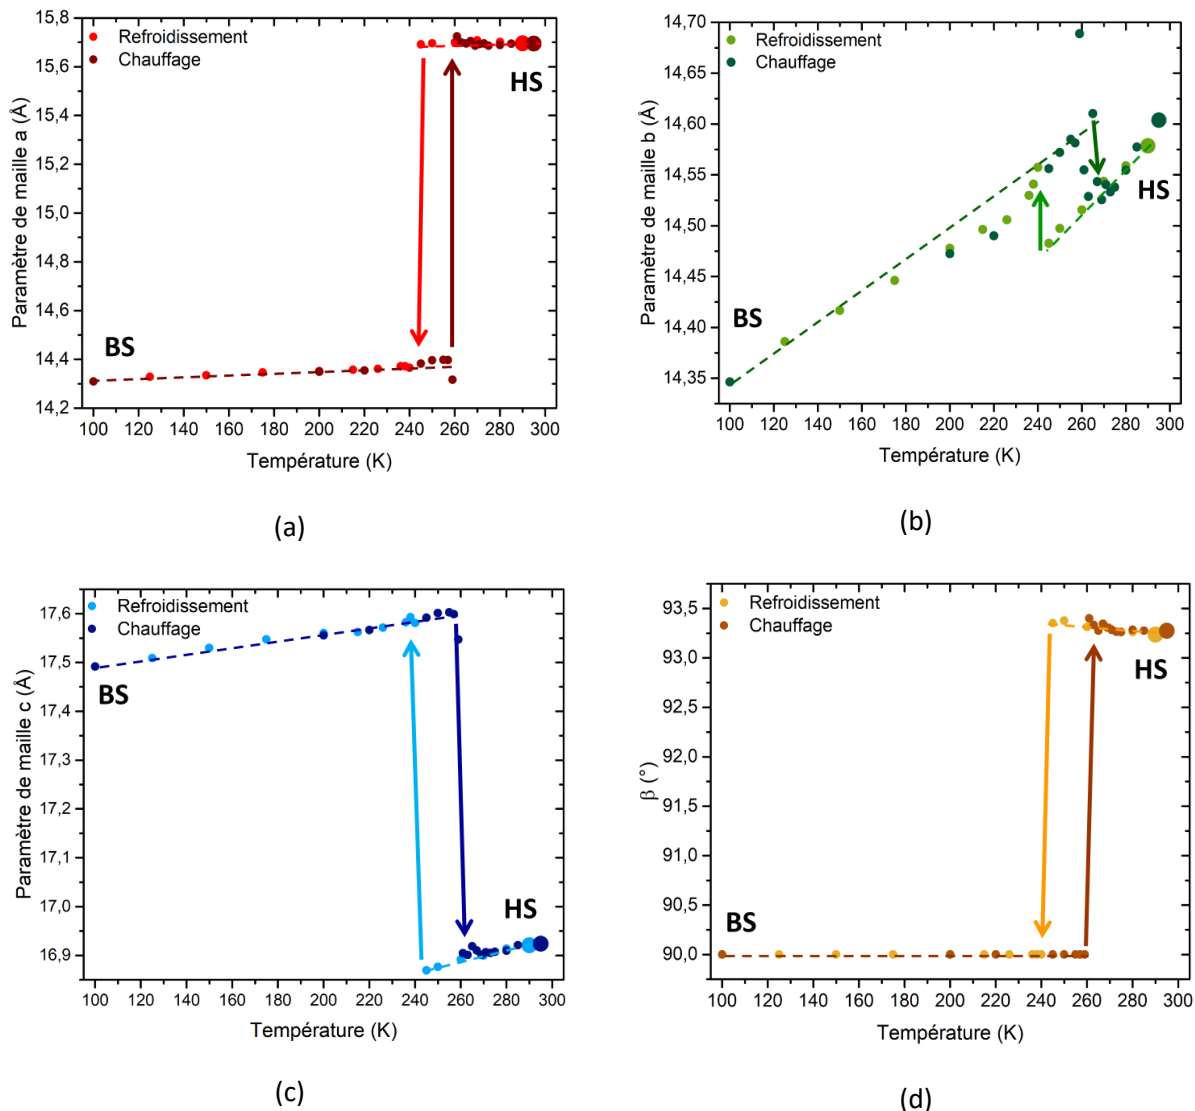 15,8
15,6
15,4
15,2
15,0
14,8
14,6
14,4
14,2
Paramètre de maille a (Å)
Refroidissement
Chauffage
HS
BS
100 120 140 160 180 200 220 240 260 280 300
Température (K)
(a)
14,70
14,65
14,60
14,55
14,50
14,45
14,40
14,35
Paramètre de maille b (Å)
Refroidissement
Chauffage
HS
BS
100 120 140 160 180 200 220 240 260 280 300
Température (K)
(b)
17,6
17,5
17,4
17,3
17,2
17,1
17,0
16,9
Paramètre de maille c (Å)
Refroidissement
Chauffage
BS
HS
100 120 140 160 180 200 220 240 260 280 300
Température (K)
(c)
93,5
93,0
92,5
92,0
91,5
91,0
90,5
90,0
β (°)
Refroidissement
Chauffage
HS
BS
100 120 140 160 180 200 220 240 260 280 300
Température (K)
(d)